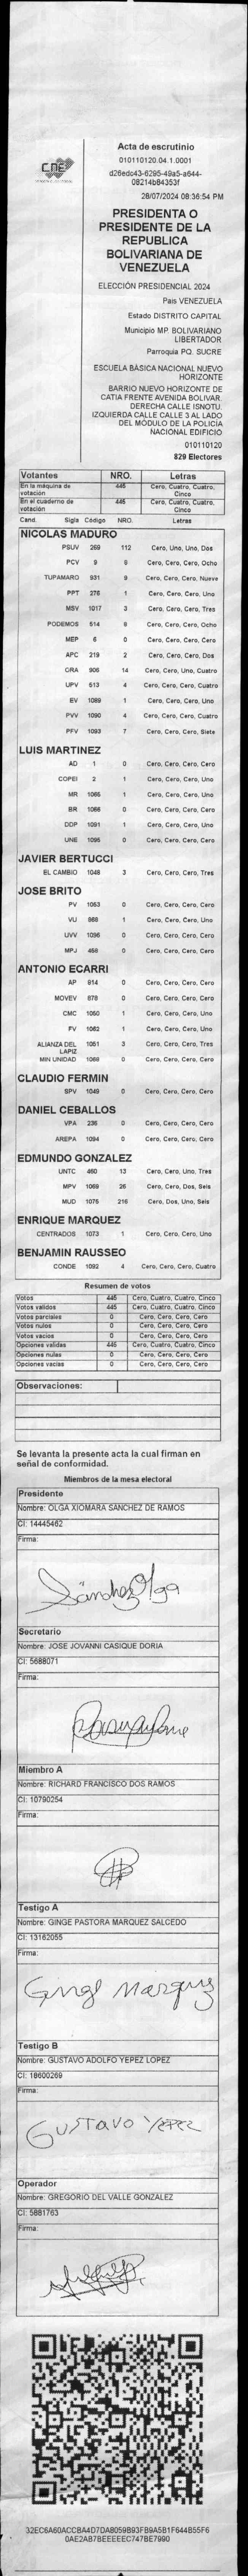 CNE
Acta de escrutinio
010110120.04.1.0001
d26edc43-6295-49a5-a644-
08214b84353f
28/07/2024 08:36:54 PM
PRESIDENTA O
PRESIDENTE DE LA
REPUBLICA
BOLIVARIANA DE
VENEZUELA
ELECCIÓN PRESIDENCIAL 2024
Pais VENEZUELA
Estado DISTRITO CAPITAL
Municipio MP. BOLIVARIANO
LIBERTADOR
Parroquia PQ. SUCRE
ESCUELA BÁSICA NACIONAL NUEVO
HORIZONTE
BARRIO NUEVO HORIZONTE DE
CATIA FRENTE AVENIDA BOLIVAR.
DERECHA CALLE ISNOTU.
IZQUIERDA CALLE CALLE 3 AL LADO
DEL MÓDULO DE LA POLICIA
NACIONAL EDIFICIO
010110120
829 Electores
Votantes NRO. Letras
En la máquina de votación 445 Cero, Cuatro, Cuatro, Cinco
En el cuaderno de votación 445 Cero, Cuatro, Cuatro, Cinco
Cand. Sigla Código NRO. Letras
NICOLAS MADURO
PSUV 269 112 Cero, Uno, Uno, Dos
PCV 9 8 Cero, Cero, Cero, Ocho
TUPAMARO 931 9 Cero, Cero, Cero, Nueve
PPT 276 1 Cero, Cero, Cero, Uno
MSV 1017 3 Cero, Cero, Cero, Tres
PODEMOS 514 8 Cero, Cero, Cero, Ocho
MEP 6 0 Cero, Cero, Cero, Cero
APC 219 2 Cero, Cero, Cero, Dos
ORA 906 14 Cero, Cero, Uno, Cuatro
UPV 513 4 Cero, Cero, Cero, Cuatro
EV 1089 1 Cero, Cero, Cero, Uno
PVV 1090 4 Cero, Cero, Cero, Cuatro
PFV 1093 7 Cero, Cero, Cero, Siete
LUIS MARTINEZ
AD 1 0 Cero, Cero, Cero, Cero
COPEI 2 1 Cero, Cero, Cero, Uno
MR 1065 1 Cero, Cero, Cero, Uno
BR 1066 0 Cero, Cero, Cero, Cero
DDP 1091 1 Cero, Cero, Cero, Uno
UNE 1095 0 Cero, Cero, Cero, Cero
JAVIER BERTUCCI
EL CAMBIO 1048 3 Cero, Cero, Cero, Tres
JOSE BRITO
PV 1053 0 Cero, Cero, Cero, Cero
VU 868 1 Cero, Cero, Cero, Uno
UVV 1096 0 Cero, Cero, Cero, Cero
MPJ 468 0 Cero, Cero, Cero, Cero
ANTONIO ECARRI
AP 914 0 Cero, Cero, Cero, Cero
MOVEV 678 0 Cero, Cero, Cero, Cero
CMC 1050 1 Cero, Cero, Cero, Uno
FV 1062 1 Cero, Cero, Cero, Uno
ALIANZA DEL LAPIZ 1051 3 Cero, Cero, Cero, Tres
MIN UNIDAD 1068 0 Cero, Cero, Cero, Cero
CLAUDIO FERMIN
SPV 1049 0 Cero, Cero, Cero, Cero
DANIEL CEBALLOS
VPA 236 0 Cero, Cero, Cero, Cero
AREPA 1094 0 Cero, Cero, Cero, Cero
EDMUNDO GONZALEZ
UNTC 460 13 Cero, Cero, Uno, Tres
MPV 1069 26 Cero, Cero, Dos, Seis
MUD 1075 216 Cero, Dos, Uno, Seis
ENRIQUE MARQUEZ
CENTRADOS 1073 1 Cero, Cero, Cero, Uno
BENJAMIN RAUSSEO
CONDE 1092 4 Cero, Cero, Cero, Cuatro
Resumen de votos
Votos 445 Cero, Cuatro, Cuatro, Cinco
Votos validos 445 Cero, Cuatro, Cuatro, Cinco
Votos parciales 0 Cero, Cero, Cero, Cero
Votos nulos 0 Cero, Cero, Cero, Cero
Votos vacios 0 Cero, Cero, Cero, Cero
Opciones validas 445 Cero, Cuatro, Cuatro, Cinco
Opciones nulas 0 Cero, Cero, Cero, Cero
Opciones vacias 0 Cero, Cero, Cero, Cero
Observaciones:
Se levanta la presente acta la cual firman en
señal de conformidad.
Miembros de la mesa electoral
Presidente
Nombre: OLGA XIOMARA SANCHEZ DE RAMOS
CI: 14445462
Firma:
Sánchez Olga
Secretario
Nombre: JOSE JOVANNI CASIQUE DORIA
CI: 5688071
Firma:
Miembro A
Nombre: RICHARD FRANCISCO DOS RAMOS
CI: 10790254
Firma:
Testigo A
Nombre: GINGE PASTORA MARQUEZ SALCEDO
CI: 13162055
Firma:
Ginge Marquez
Testigo B
Nombre: GUSTAVO ADOLFO YEPEZ LOPEZ
CI: 18600269
Firma:
GUSTAVO YEPEZ
Operador
Nombre: GREGORIO DEL VALLE GONZALEZ
CI: 5881763
Firma:
32EC6A60ACCBA4D7DAB059B93FB9A5B1F644B55F6
0AE2AB7BEEEEEC747BE7990